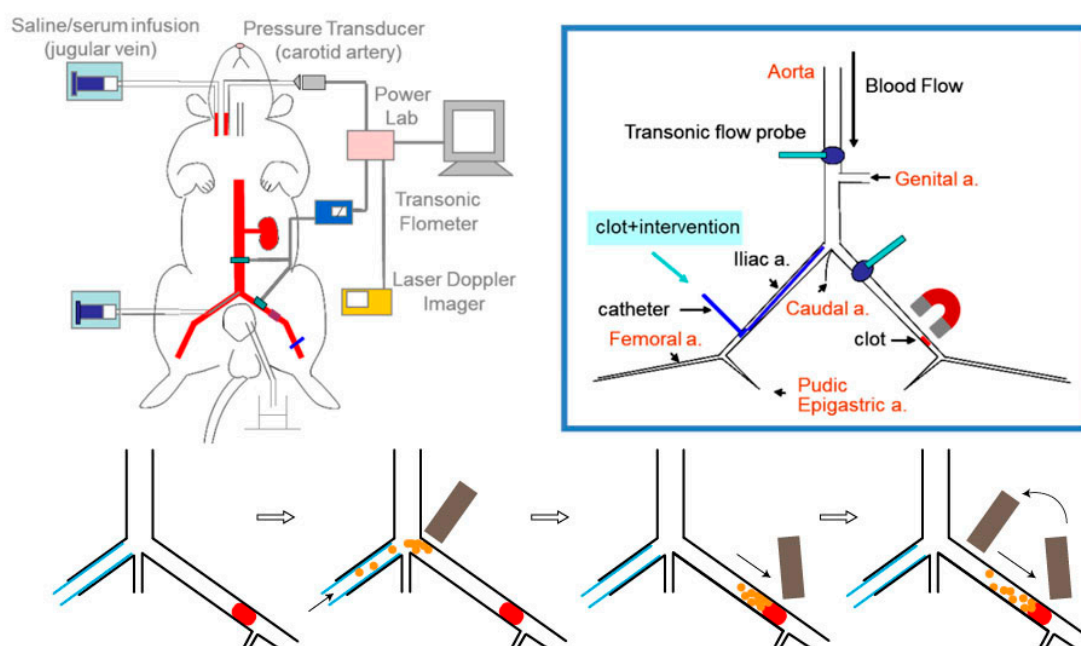 Saline/serum infusion
(jugular vein)
Pressure Transducer
(carotid artery)
Power
Lab
Transonic
Flometer
Laser Doppler
Imager
Aorta
Blood Flow
Transonic flow probe
Genital a.
clot+intervention
Iliac a.
catheter
Caudal a.
Femoral a.
clot
Pudic
Epigastric a.